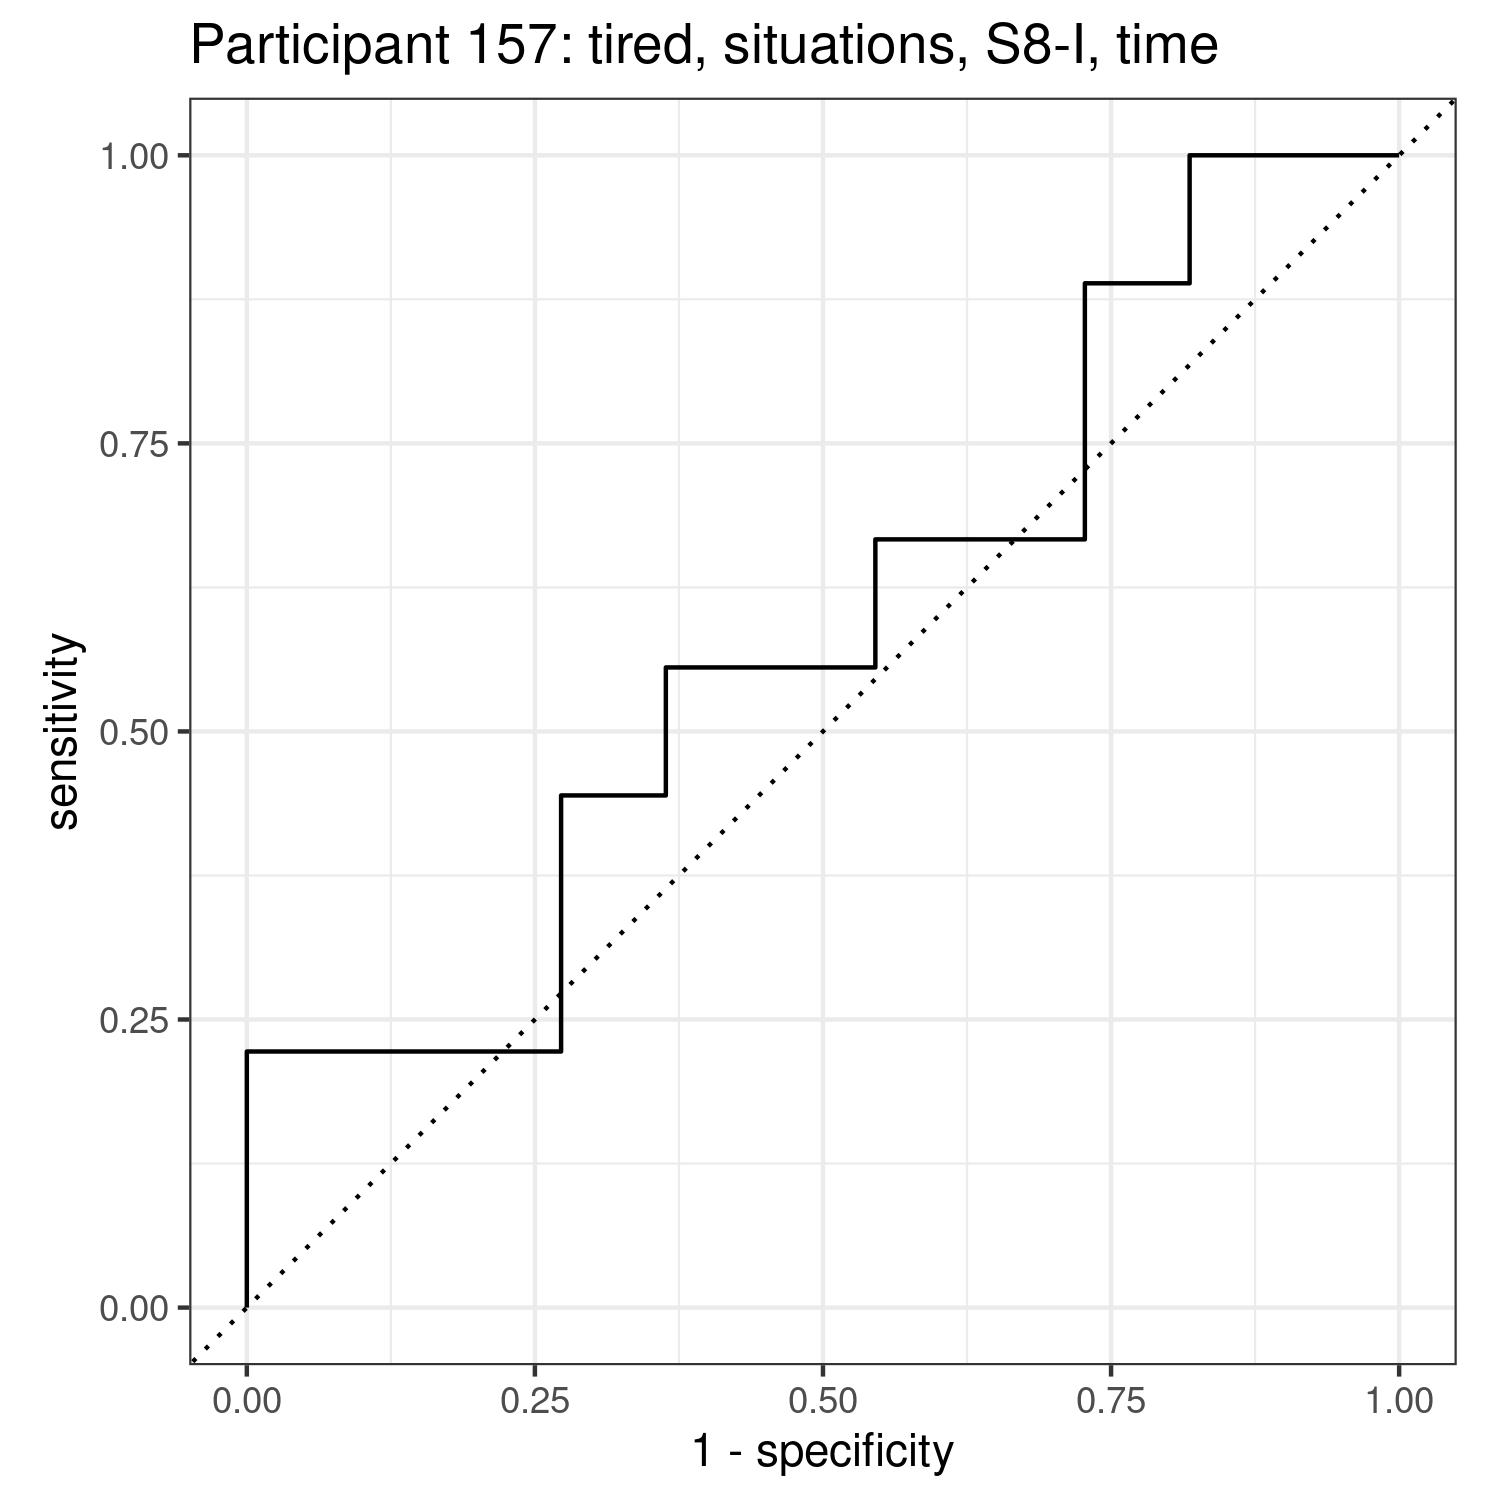 Participant 157: tired, situations, S8-I, time
1.00
0.75
0.50
0.25
0.00
sensitivity
0.00 0.25 0.50 0.75 1.00
1 - specificity